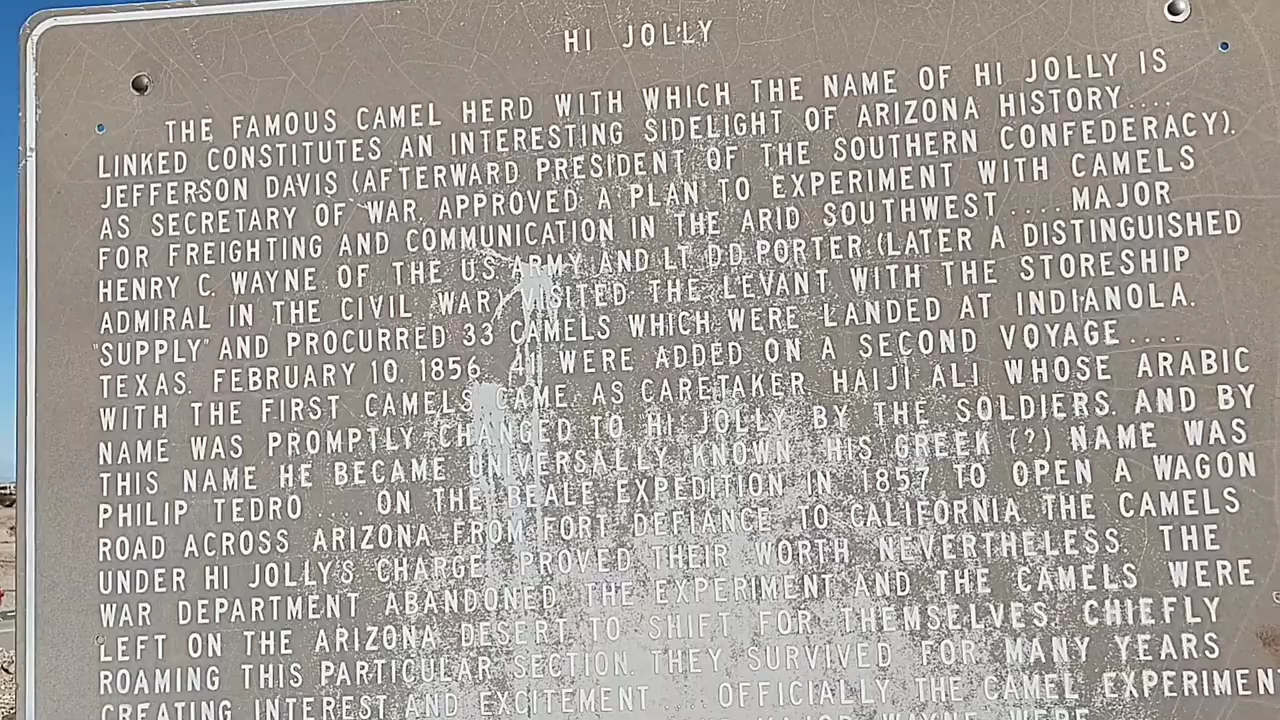 HI JOLLY
THE FAMOUS CAMEL HERD WITH WHICH THE NAME OF HI JOLLY IS
LINKED CONSTITUTES AN INTERESTING SIDELIGHT OF ARIZONA HISTORY....
JEFFERSON DAVIS (AFTERWARD PRESIDENT OF THE SOUTHERN CONFEDERACY).
AS SECRETARY OF WAR, APPROVED A PLAN TO EXPERIMENT WITH CAMELS
FOR FREIGHTING AND COMMUNICATION IN THE ARID SOUTHWEST .... MAJOR
HENRY C. WAYNE OF THE US ARMY AND LT. DD PORTER (LATER A DISTINGUISHED
ADMIRAL IN THE CIVIL WAR) VISITED THE LEVANT WITH THE STORESHIP
"SUPPLY" AND PROCURRED 33 CAMELS WHICH WERE LANDED AT INDIANOLA.
TEXAS. FEBRUARY 10. 1856. 41 WERE ADDED ON A SECOND VOYAGE ....
WITH THE FIRST CAMELS CAME, AS CARETAKER, HAIJI ALI WHOSE ARABIC
NAME WAS PROMPTLY CHANGED TO HI JOLLY BY THE SOLDIERS. AND BY
THIS NAME HE BECAME UNIVERSALLY KNOWN. HIS GREEK (?) NAME WAS
PHILIP TEDRO .... ON THE BEALE EXPEDITION IN 1857 TO OPEN A WAGON
ROAD ACROSS ARIZONA FROM FORT DEFIANCE TO CALIFORNIA THE CAMELS
UNDER HI JOLLY'S CHARGE, PROVED THEIR WORTH NEVERTHELESS. THE
WAR DEPARTMENT ABANDONED THE EXPERIMENT AND THE CAMELS WERE
LEFT ON THE ARIZONA DESERT TO SHIFT FOR THEMSELVES. CHIEFLY
ROAMING THIS PARTICULAR SECTION. THEY SURVIVED FOR MANY YEARS
CREATING INTEREST AND EXCITEMENT .... OFFICIALLY THE CAMEL EXPERIMEN
MAJOR WAYNE WERE